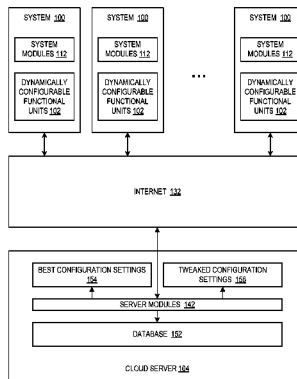 SYSTEM 100
SYSTEM MODULES 112
DYNAMICALLY CONFIGURABLE FUNCTIONAL UNITS 102
SYSTEM 100
SYSTEM MODULES 112
DYNAMICALLY CONFIGURABLE FUNCTIONAL UNITS 102
...
SYSTEM 100
SYSTEM MODULES 112
DYNAMICALLY CONFIGURABLE FUNCTIONAL UNITS 102
INTERNET 132
BEST CONFIGURATION SETTINGS
154
TWEAKED CONFIGURATION
SETTINGS 156
SERVER MODULES 142
DATABASE 152
CLOUD SERVER 104